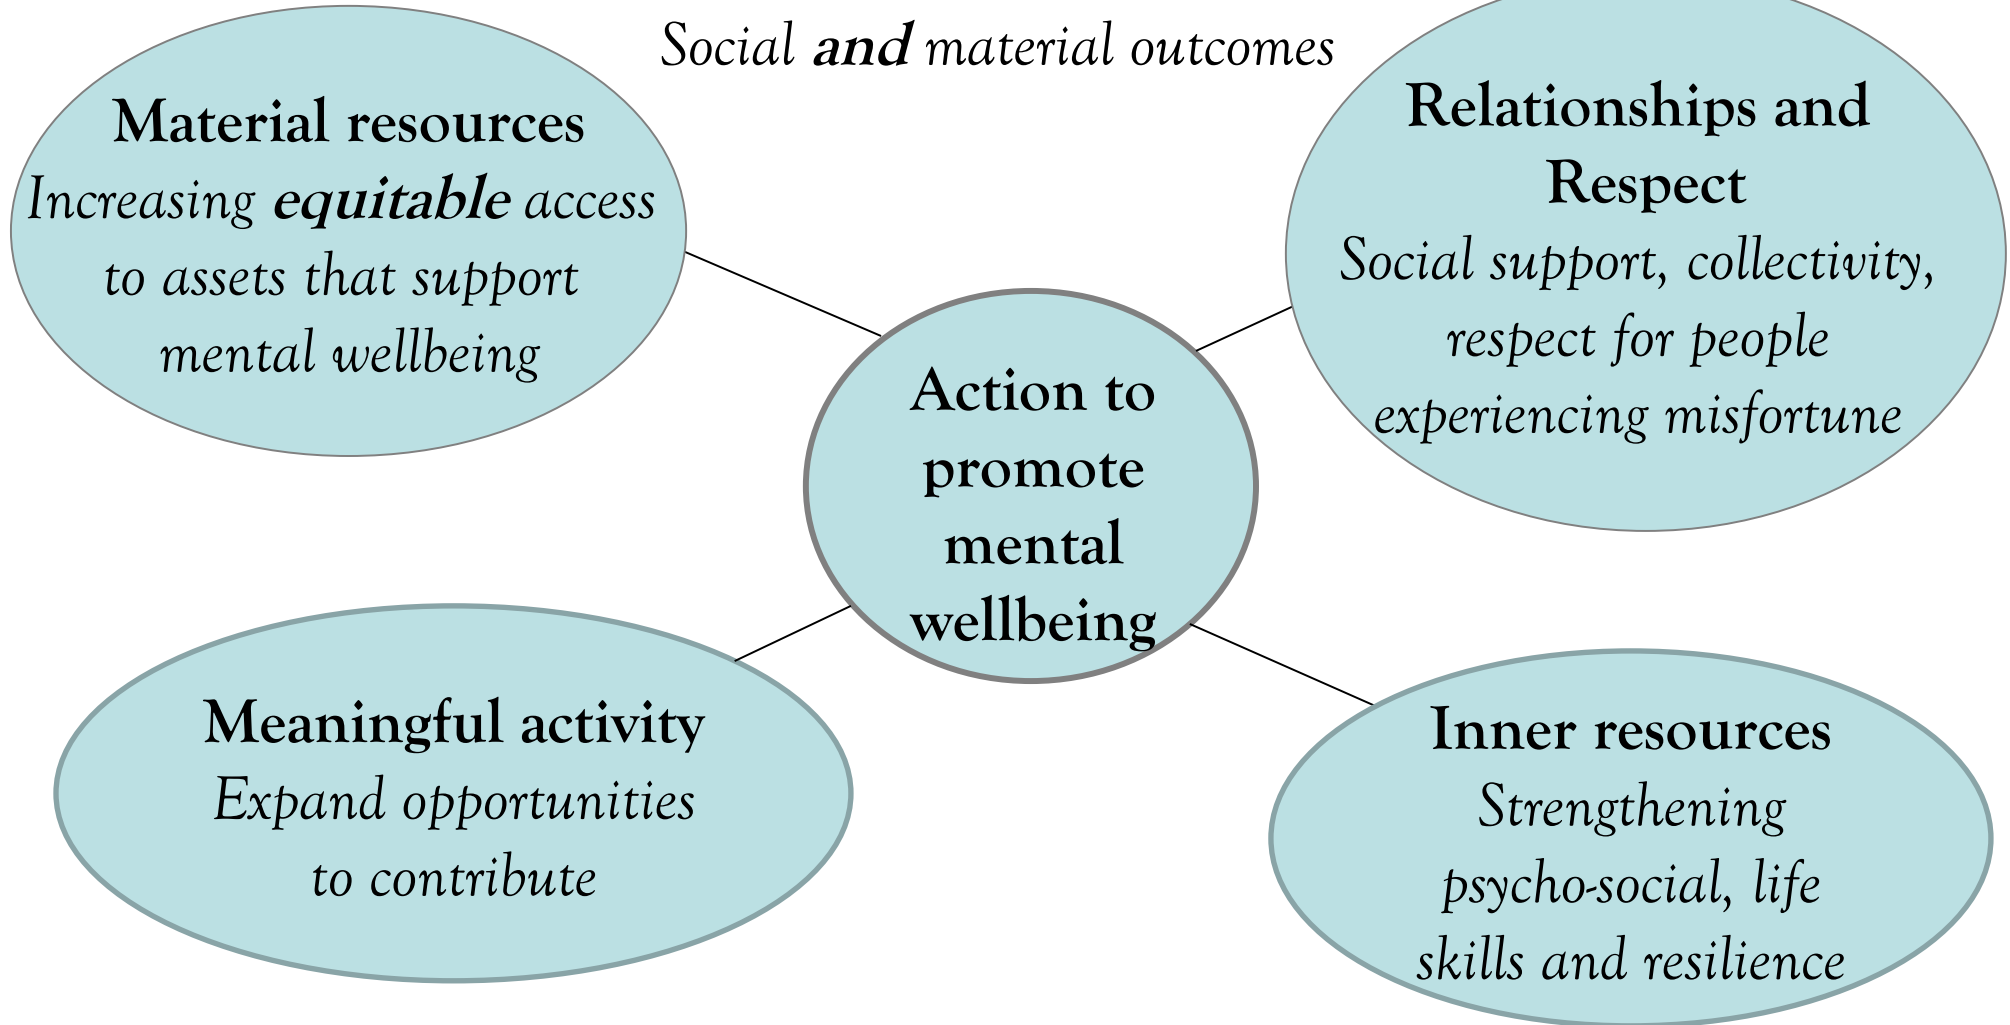 Social and material outcomes
Material resources
Increasing equitable access
to assets that support
mental wellbeing
Relationships and
Respect
Social support, collectivity,
respect for people
experiencing misfortune
Action to
promote
mental
wellbeing
Meaningful activity
Expand opportunities
to contribute
Inner resources
Strengthening
psycho-social, life
skills and resilience